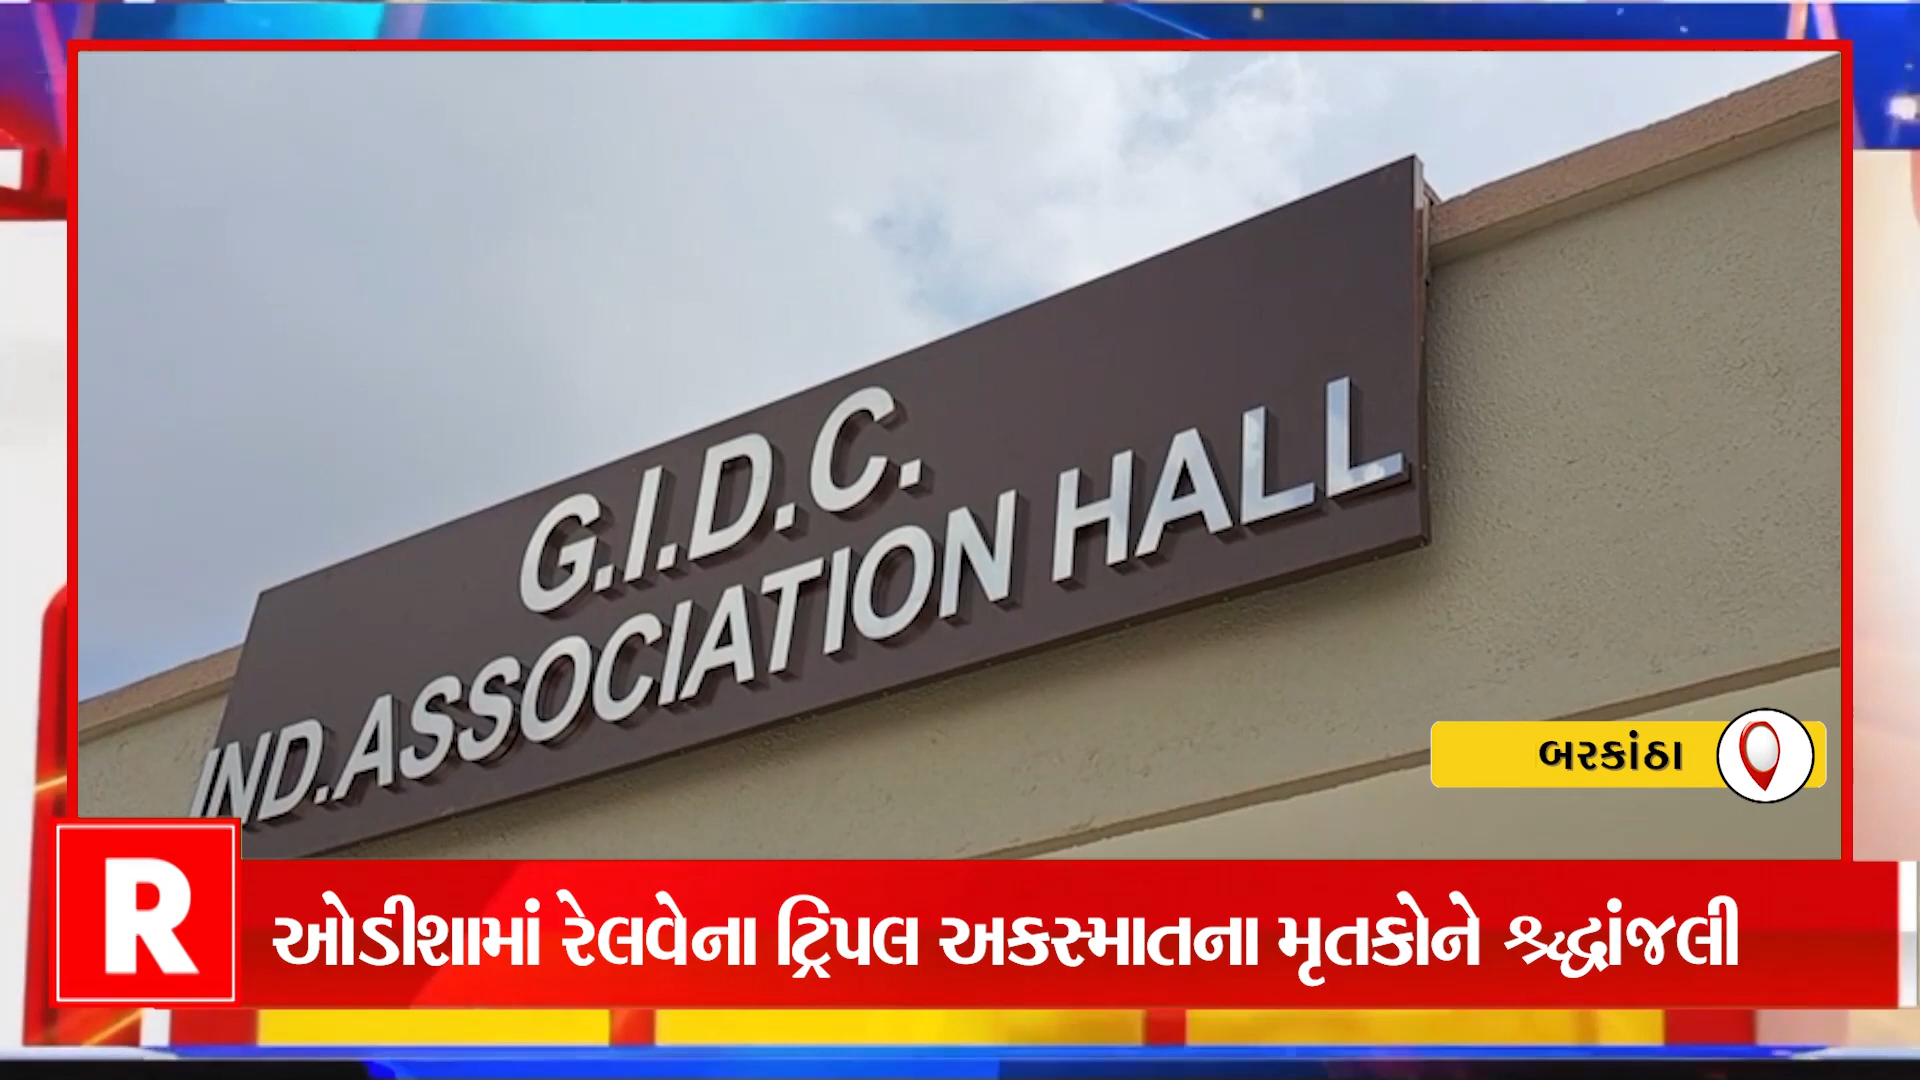 G.I.D.C.
IND.ASSOCIATION HALL
બરકાંઠા
R
ઓડીશામાં રેલવેના ટ્રિપલ અકસ્માતના મૃતકોને શ્રદ્ધાંજલી